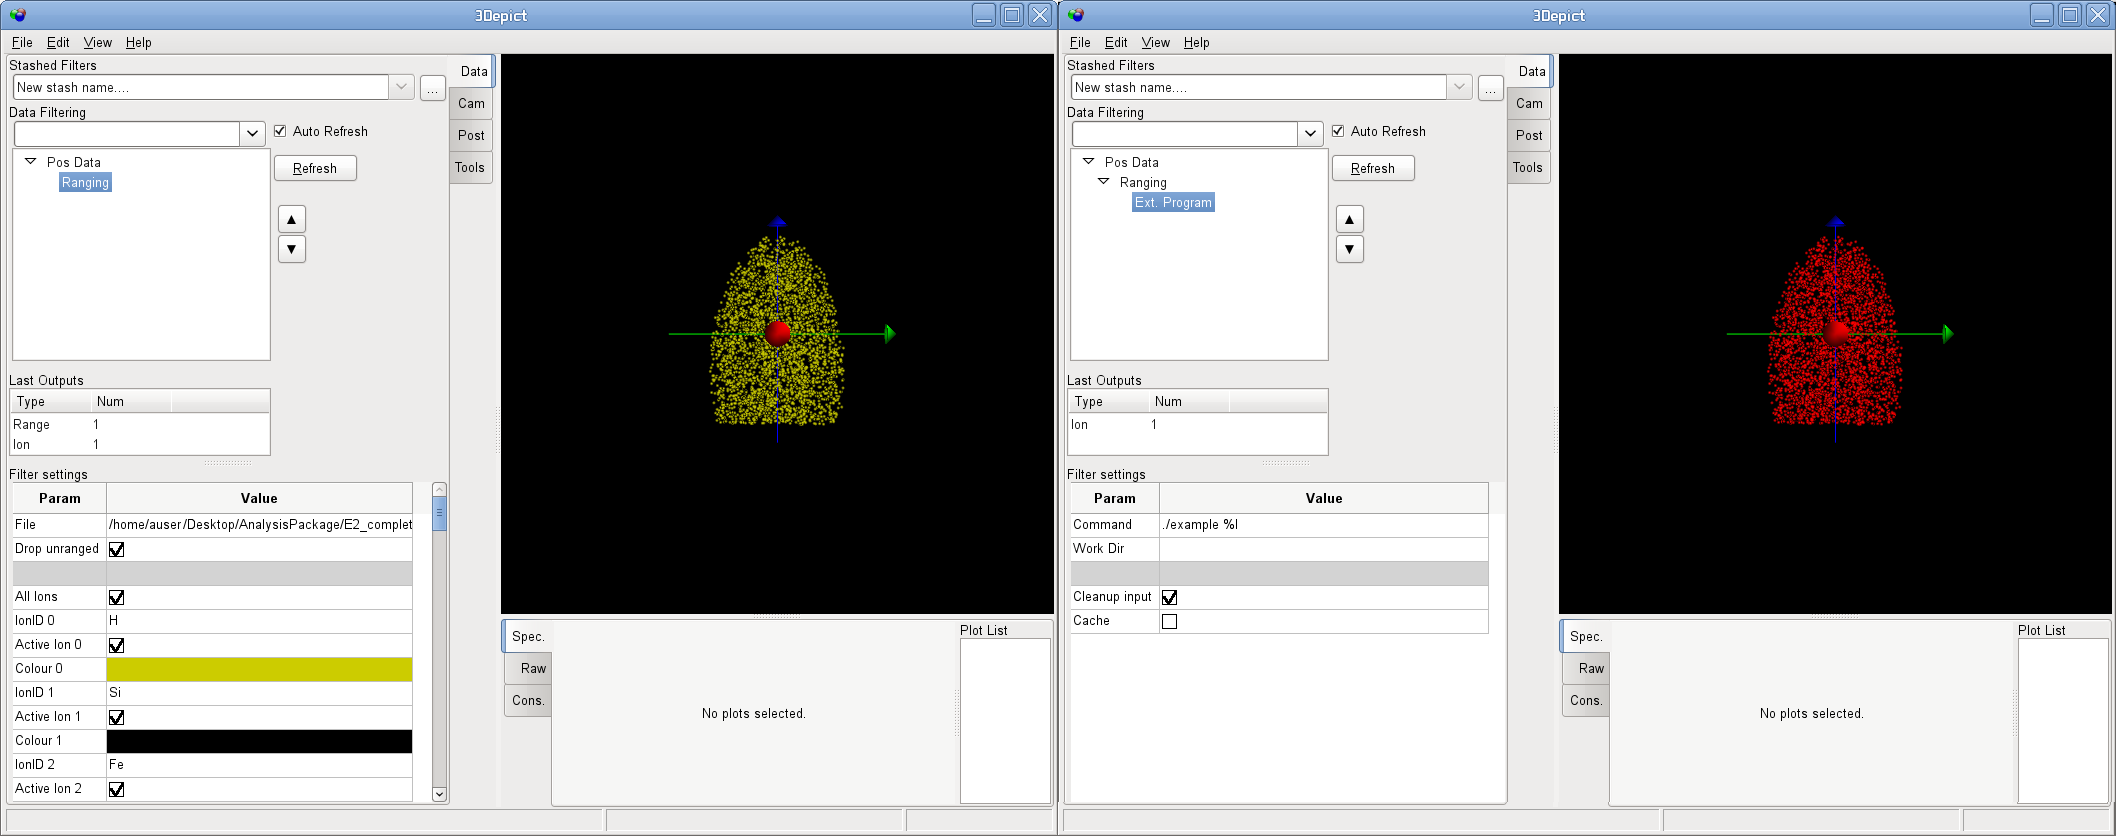 3Depict
File Edit View Help
Stashed Filters
New stash name....
...
Data Filtering
Auto Refresh
Pos Data
Ranging
Refresh
Data
Cam
Post
Tools
Last Outputs
Type Num
Range 1
Ion 1
Filter settings
Param Value
File /home/auser/Desktop/AnalysisPackage/E2_complet
Drop unranged
All Ions
IonID 0 H
Active Ion 0
Colour 0
IonID 1 Si
Active Ion 1
Colour 1
IonID 2 Fe
Active Ion 2
Spec.
Raw
Cons.
No plots selected.
Plot List
3Depict
File Edit View Help
Stashed Filters
New stash name....
...
Data Filtering
Auto Refresh
Pos Data
Ranging
Ext. Program
Refresh
Data
Cam
Post
Tools
Last Outputs
Type Num
Ion 1
Filter settings
Param Value
Command ./example %I
Work Dir
Cleanup input
Cache
Spec.
Raw
Cons.
No plots selected.
Plot List